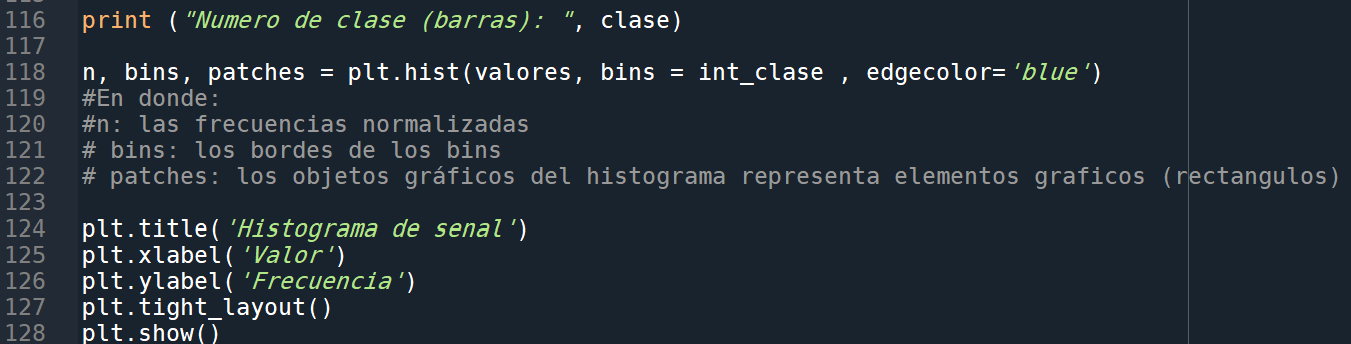 116 print ("Numero de clase (barras): ", clase)
117
118 n, bins, patches = plt.hist(valores, bins = int_clase , edgecolor='blue')
119 #En donde:
120 #n: las frecuencias normalizadas
121 # bins: los bordes de los bins
122 # patches: los objetos gráficos del histograma representa elementos graficos (rectangulos)
123
124 plt.title('Histograma de senal')
125 plt.xlabel('Valor')
126 plt.ylabel('Frecuencia')
127 plt.tight_layout()
128 plt.show()